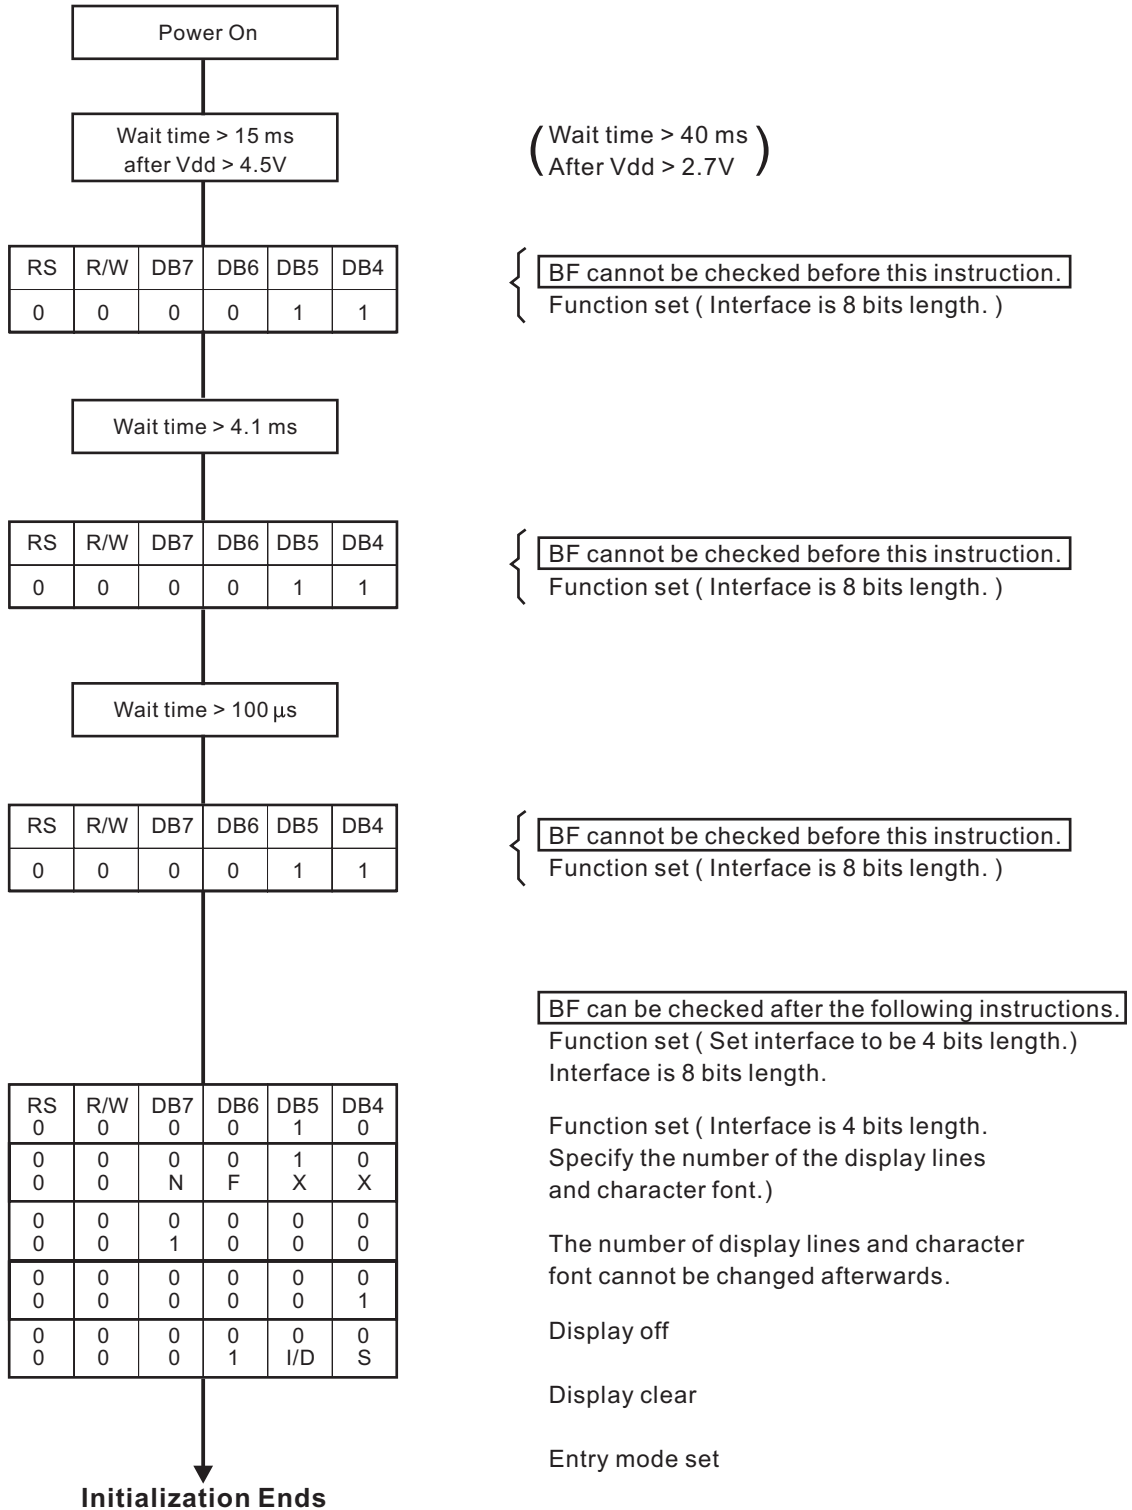 Power On
Wait time > 15 ms
after Vdd > 4.5V
(Wait time > 40 ms
After Vdd > 2.7V)
RS R/W DB7 DB6 DB5 DB4
0 0 0 0 1 1
BF cannot be checked before this instruction.
Function set ( Interface is 8 bits length. )
Wait time > 4.1 ms
RS R/W DB7 DB6 DB5 DB4
0 0 0 0 1 1
BF cannot be checked before this instruction.
Function set ( Interface is 8 bits length. )
Wait time > 100 µs
RS R/W DB7 DB6 DB5 DB4
0 0 0 0 1 1
BF cannot be checked before this instruction.
Function set ( Interface is 8 bits length. )
RS R/W DB7 DB6 DB5 DB4
0 0 0 0 1 0
0 0 0 0 1 0
0 0 N F X X
0 0 0 0 0 0
0 0 1 0 0 0
0 0 0 0 0 0
0 0 0 0 0 1
0 0 0 0 0 0
0 0 0 1 I/D S
BF can be checked after the following instructions.
Function set ( Set interface to be 4 bits length.)
Interface is 8 bits length.
Function set ( Interface is 4 bits length.
Specify the number of the display lines
and character font.)
The number of display lines and character
font cannot be changed afterwards.
Display off
Display clear
Entry mode set
Initialization Ends